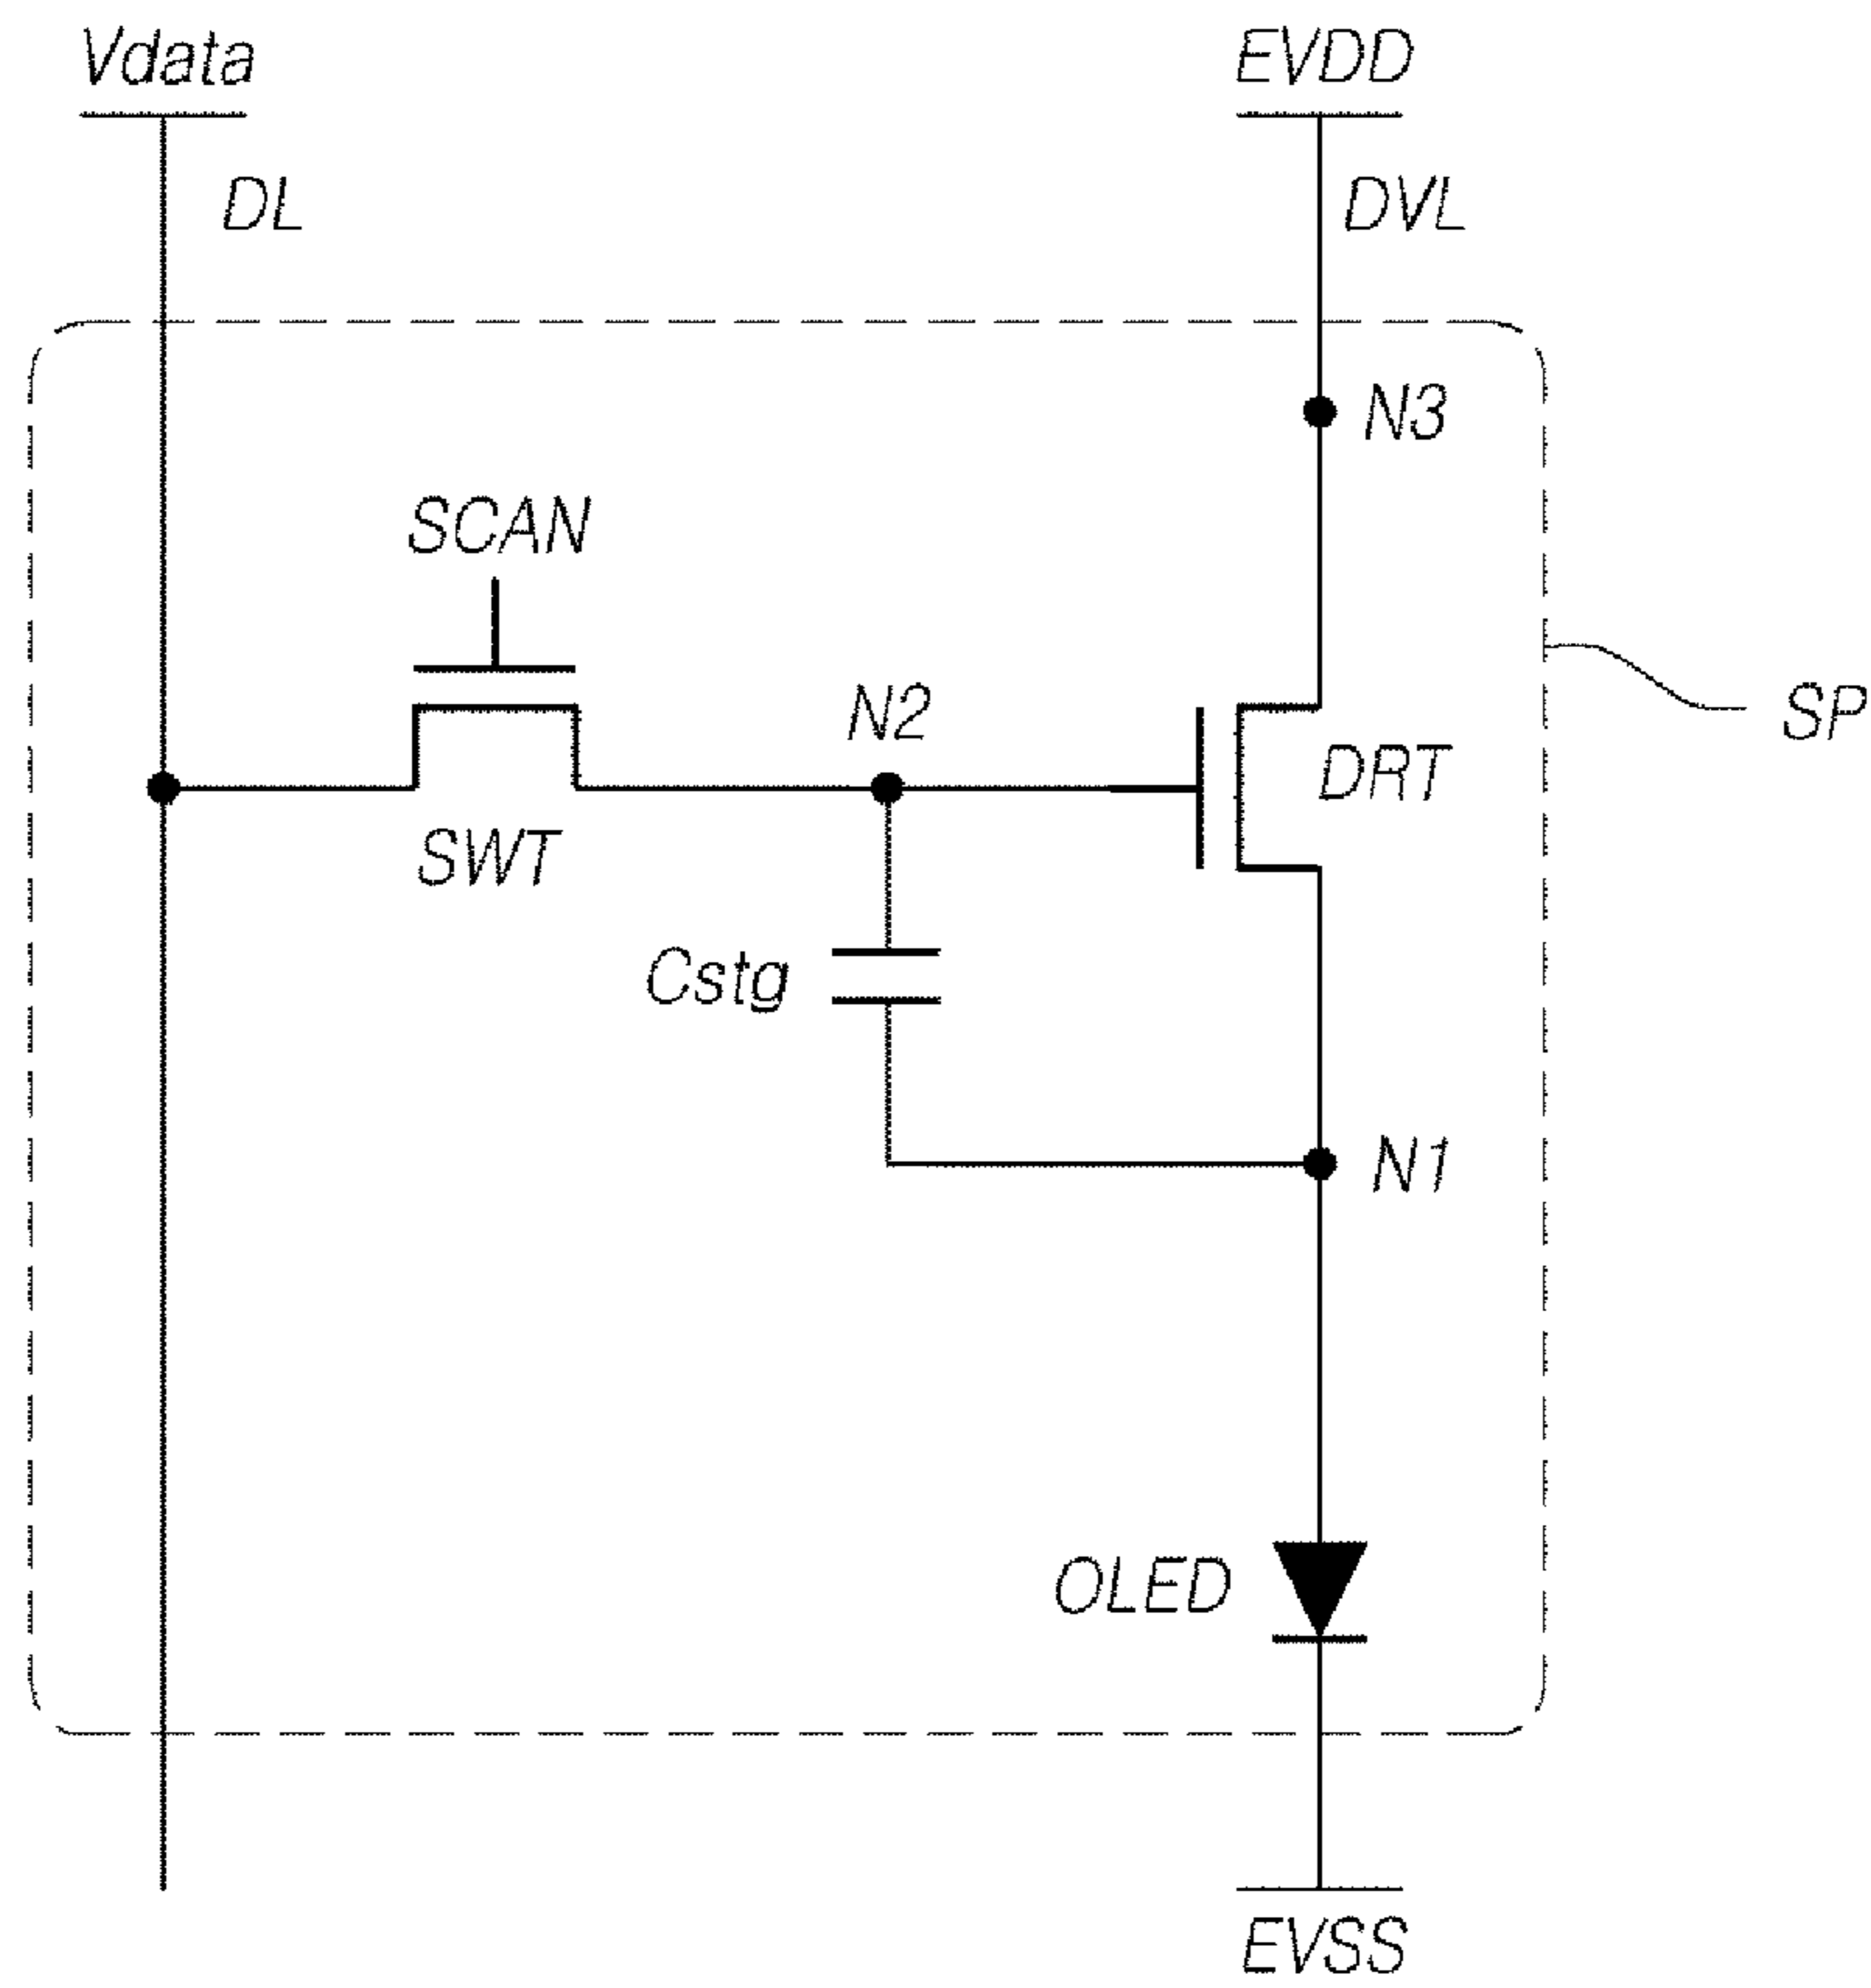 Vdata
EVDD
DL
DVL
N3
SCAN
N2
SP
DRT
SWT
Cstg
N1
OLED
EVSS